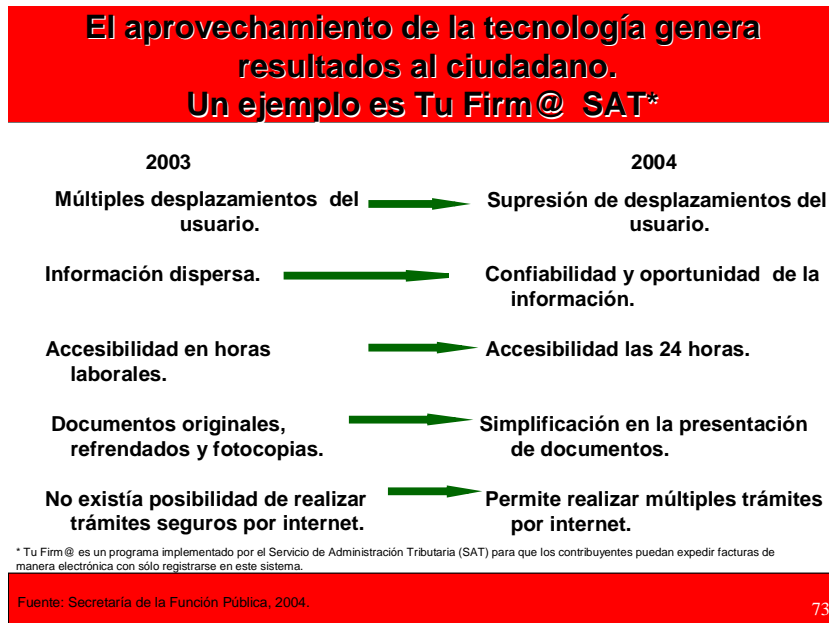 El aprovechamiento de la tecnología genera
resultados al ciudadano.
Un ejemplo es Tu Firm@ SAT*
2003
2004
Múltiples desplazamientos del
usuario.
Supresión de desplazamientos del
usuario.
Información dispersa.
Confiabilidad y oportunidad de la
información.
Accesibilidad en horas
laborales.
Accesibilidad las 24 horas.
Documentos originales,
refrendados y fotocopias.
Simplificación en la presentación
de documentos.
No existía posibilidad de realizar
trámites seguros por internet.
Permite realizar múltiples trámites
por internet.
* Tu Firm@ es un programa implementado por el Servicio de Administración Tributaria (SAT) para que los contribuyentes puedan expedir facturas de
manera electrónica con sólo registrarse en este sistema.
Fuente: Secretaría de la Función Pública, 2004.
73